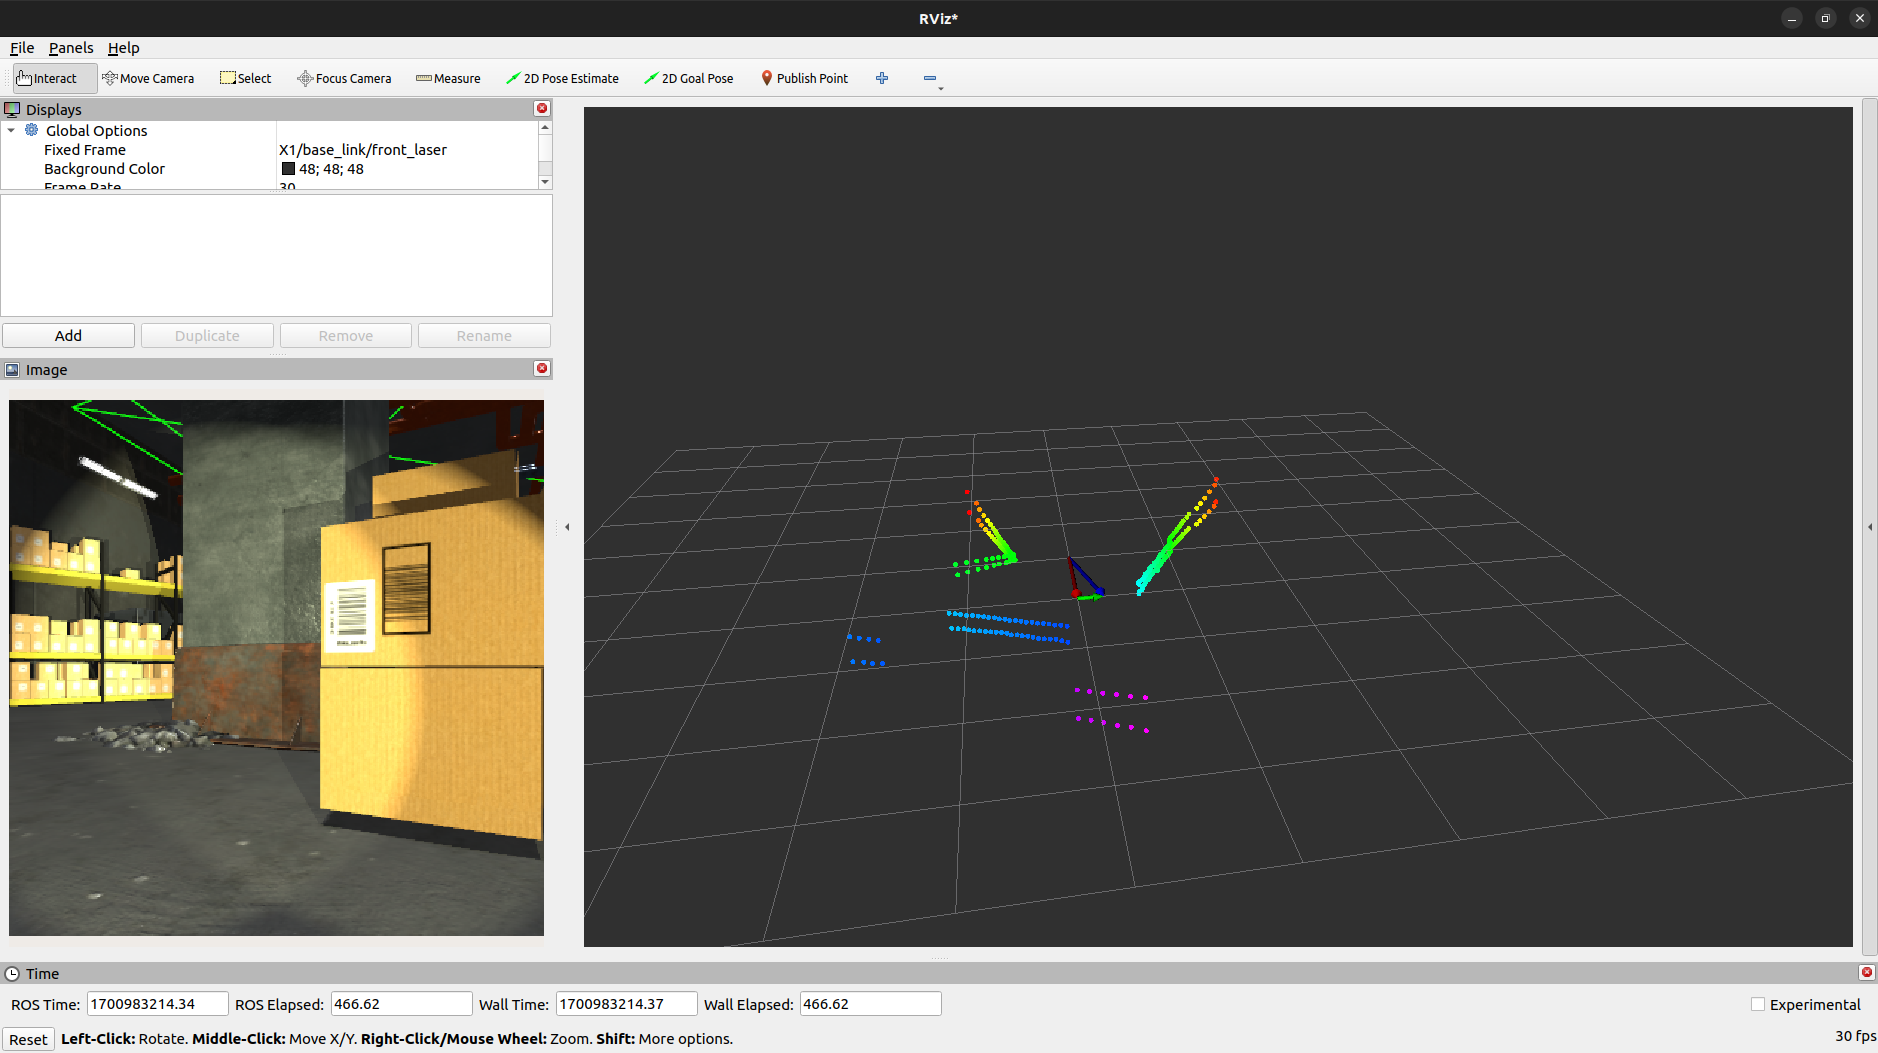 RViz*
File Panels Help
Interact Move Camera Select Focus Camera Measure 2D Pose Estimate 2D Goal Pose Publish Point
Displays
Global Options
Fixed Frame X1/base_link/front_laser
Background Color 48; 48; 48
Frame Rate 30
Add Duplicate Remove Rename
Image
Time
ROS Time: 1700983214.34 ROS Elapsed: 466.62 Wall Time: 1700983214.37 Wall Elapsed: 466.62 Experimental
Reset Left-Click: Rotate. Middle-Click: Move X/Y. Right-Click/Mouse Wheel: Zoom. Shift: More options. 30 fps